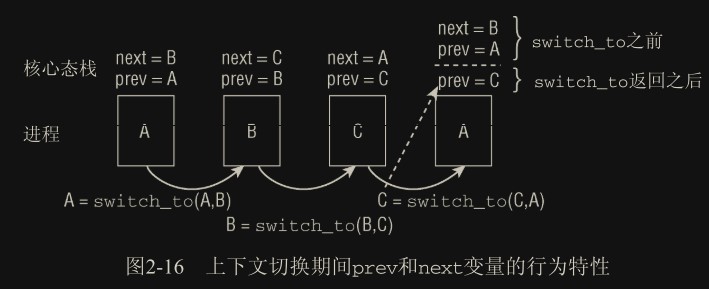 next = B
prev = A
switch_to之前
核心态栈
next = B
prev = A
next = C
prev = B
next = A
prev = C
prev = C
switch_to返回之后
进程
A
B
C
A
A = switch_to(A,B)
B = switch_to(B,C)
C = switch_to(C,A)
图2-16 上下文切换期间prev和next变量的行为特性